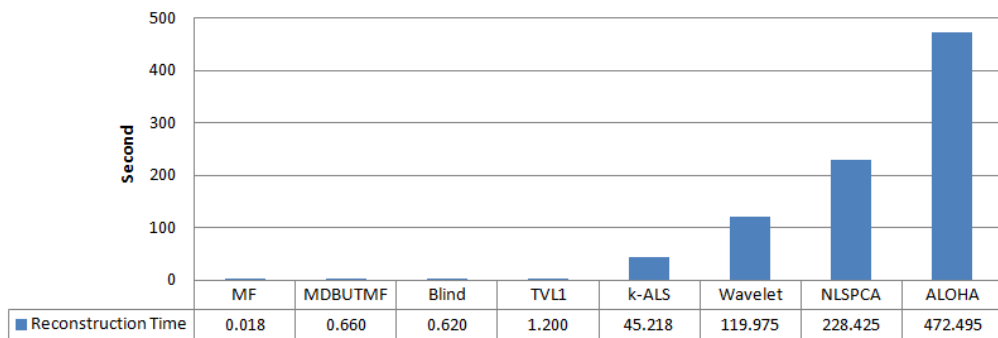 500
400
300
200
100
0
Second
MF MDBUTMF Blind TVL1 k-ALS Wavelet NLSPCA ALOHA
Reconstruction Time 0.018 0.660 0.620 1.200 45.218 119.975 228.425 472.495